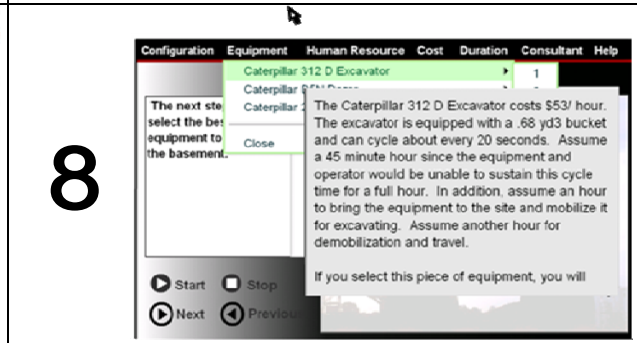 8
Configuration Equipment Human Resource Cost Duration Consultant Help
Caterpillar 312 D Excavator 1
Caterpillar
Caterpillar 2
Close
The next ste
select the bes
equipment to
the basement.
The Caterpillar 312 D Excavator costs $53/ hour.
The excavator is equipped with a .68 yd3 bucket
and can cycle about every 20 seconds. Assume
a 45 minute hour since the equipment and
operator would be unable to sustain this cycle
time for a full hour. In addition, assume an hour
to bring the equipment to the site and mobilize it
for excavating. Assume another hour for
demobilization and travel.
If you select this piece of equipment, you will
Start Stop
Next Previou